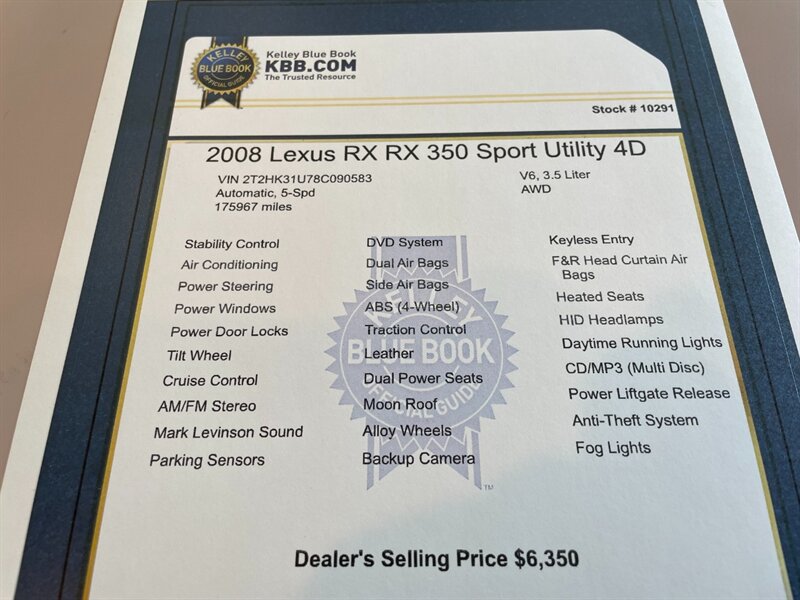 KELLEY
BLUE BOOK
OFFICIAL GUIDE
Kelley Blue Book
KBB.COM
The Trusted Resource
Stock # 10291
2008 Lexus RX RX 350 Sport Utility 4D
VIN 2T2HK31U78C090583
Automatic, 5-Spd
175967 miles
V6, 3.5 Liter
AWD
Stability Control
Air Conditioning
Power Steering
Power Windows
Power Door Locks
Tilt Wheel
Cruise Control
AM/FM Stereo
Mark Levinson Sound
Parking Sensors
DVD System
Dual Air Bags
Side Air Bags
ABS (4-Wheel)
Traction Control
Leather
Dual Power Seats
Moon Roof
Alloy Wheels
Backup Camera
Keyless Entry
F&R Head Curtain Air
Bags
Heated Seats
HID Headlamps
Daytime Running Lights
CD/MP3 (Multi Disc)
Power Liftgate Release
Anti-Theft System
Fog Lights
KELLEY
BLUE BOOK
OFFICIAL GUIDE
TM
Dealer's Selling Price $6,350